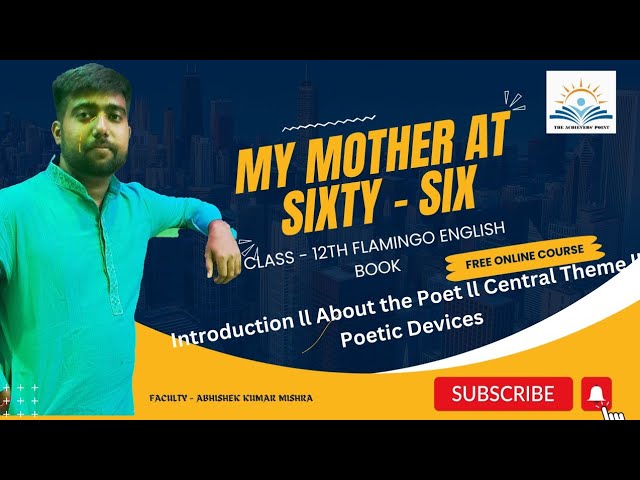 THE ACHIEVERS' POINT
MY MOTHER AT
SIXTY - SIX
CLASS - 12TH FLAMINGO ENGLISH
BOOK
FREE ONLINE COURSE
Introduction ll About the Poet ll Central Theme ll
Poetic Devices
FACULTY - ABHISHEK KUMAR MISHRA
SUBSCRIBE